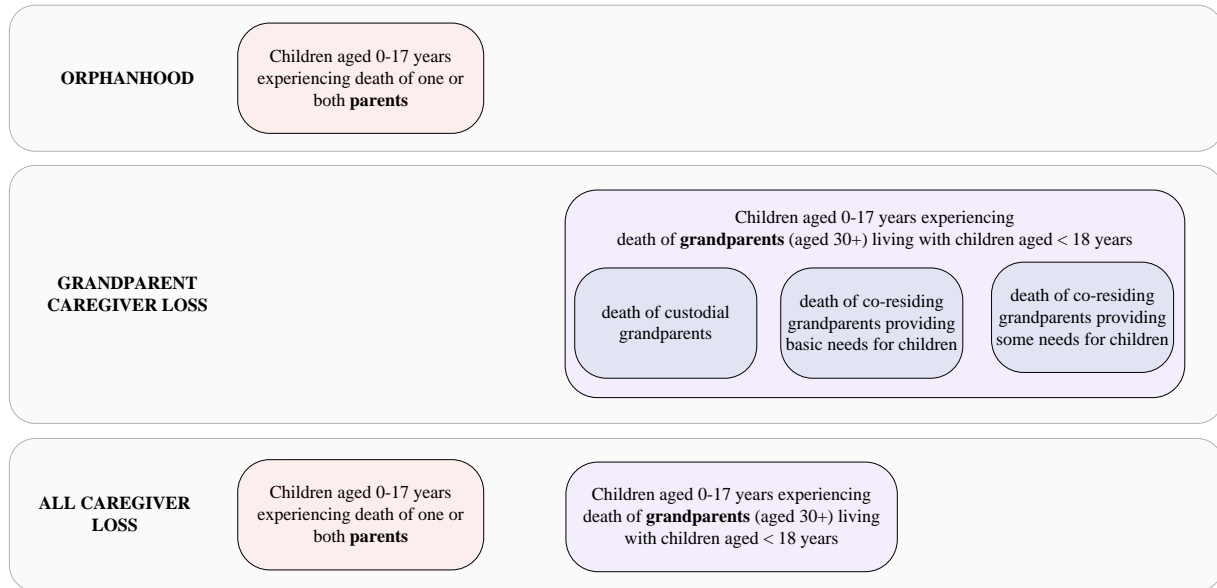 ORPHANHOOD
Children aged 0-17 years
experiencing death of one or
both parents
GRANDPARENT
CAREGIVER LOSS
Children aged 0-17 years experiencing
death of grandparents (aged 30+) living with children aged < 18 years
death of custodial
grandparents
death of co-residing
grandparents providing
basic needs for children
death of co-residing
grandparents providing
some needs for children
ALL CAREGIVER
LOSS
Children aged 0-17 years
experiencing death of one or
both parents
Children aged 0-17 years experiencing
death of grandparents (aged 30+) living
with children aged < 18 years